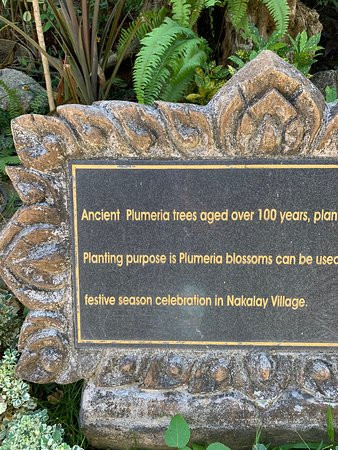 Ancient Plumeria trees aged over 100 years, plan
Planting purpose is Plumeria blossoms can be used
festive season celebration in Nakalay Village.